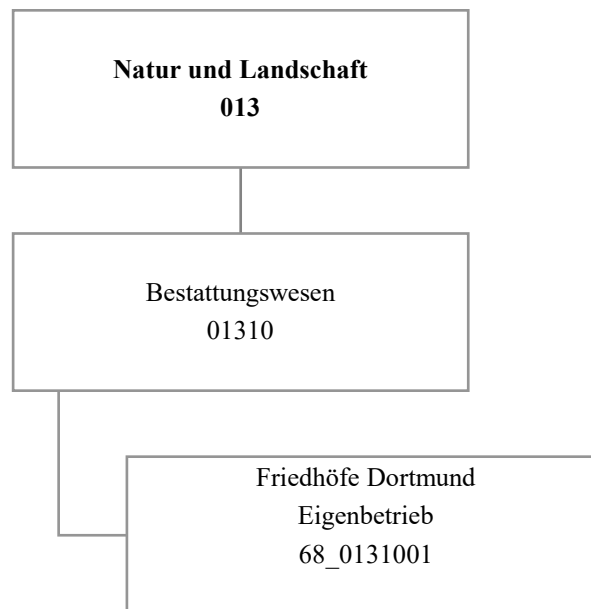 Natur und Landschaft
013
Bestattungswesen
01310
Friedhöfe Dortmund
Eigenbetrieb
68_0131001